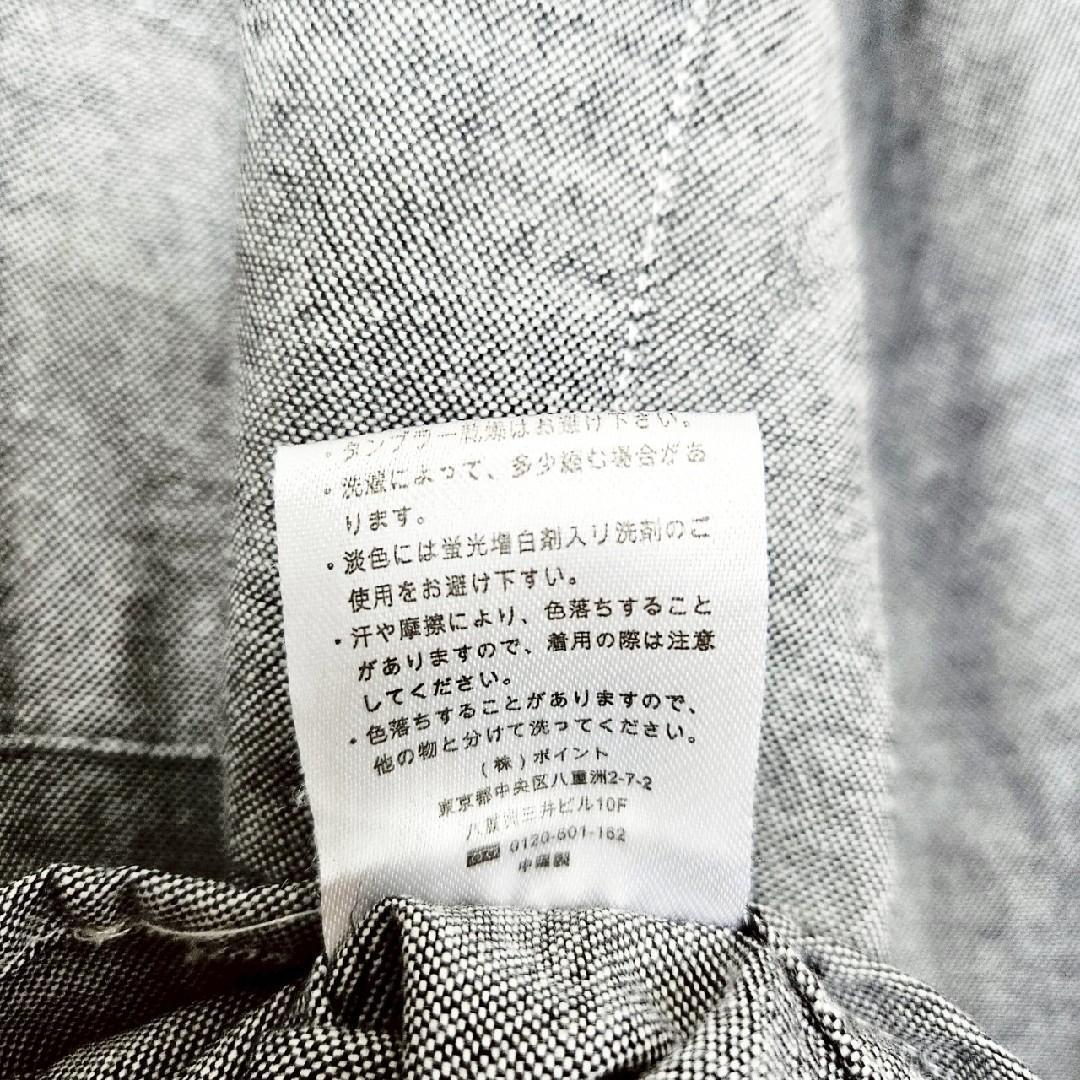 ・タンブラー乾燥はお避け下さい。
・洗濯によって、多少縮む場合があ
ります。
・淡色には蛍光増白剤入り洗剤のご
使用をお避け下すい。
・汗や摩擦により、色落ちすること
がありますので、着用の際は注意
してください。
・色落ちすることがありますので、
他の物と分けて洗ってください。
(株)ポイント
東京都中央区八重洲2-7-2
八重洲三井ビル10F
0120-601-162
中国製